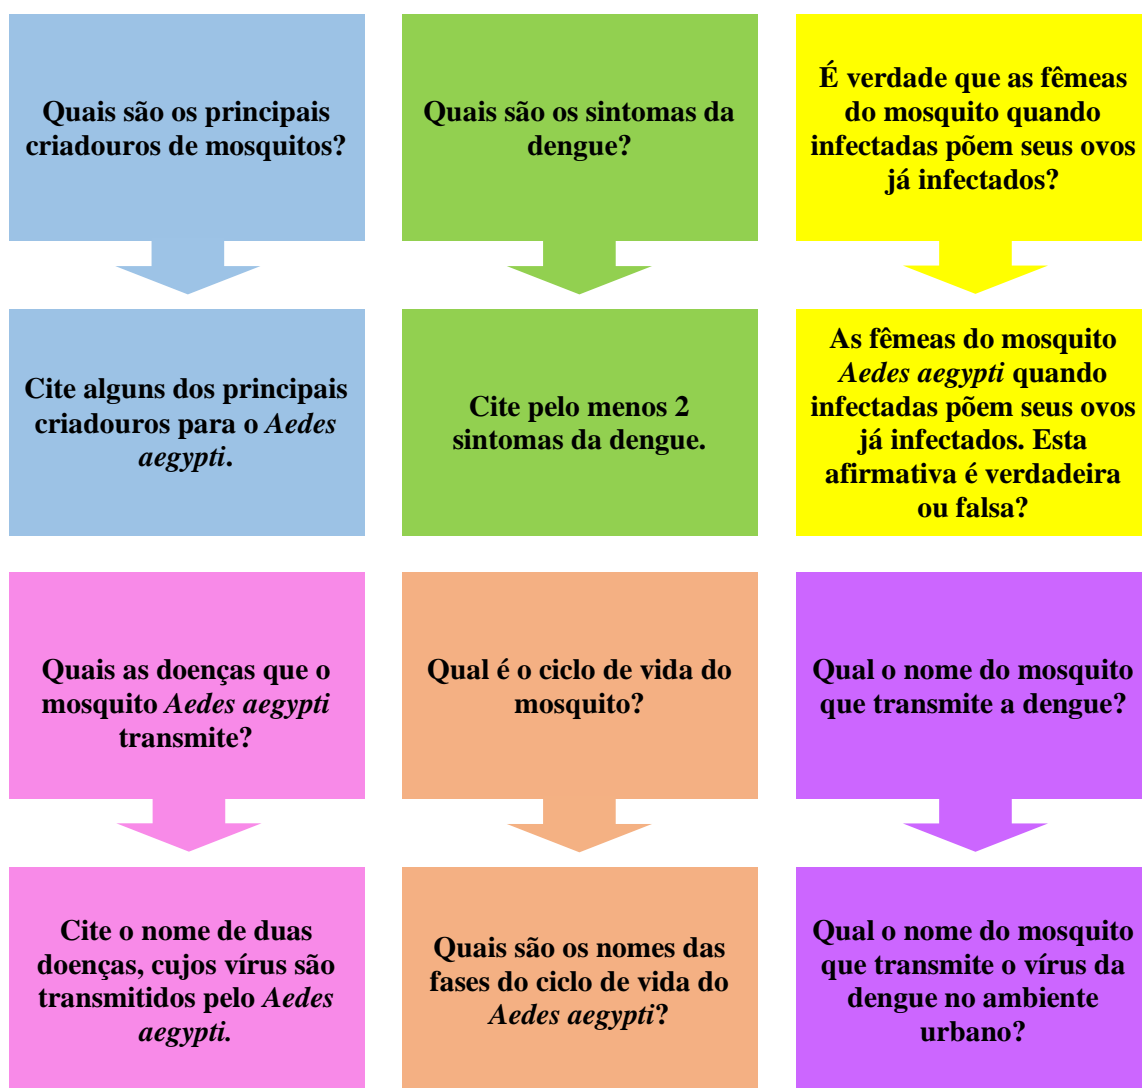 Quais são os principais
criadouros de mosquitos?
Quais são os sintomas da
dengue?
É verdade que as fêmeas
do mosquito quando
infectadas põem seus ovos
já infectados?
Cite alguns dos principais
criadouros para o Aedes
aegypti.
Cite pelo menos 2
sintomas da dengue.
As fêmeas do mosquito
Aedes aegypti quando
infectadas põem seus ovos
já infectados. Esta
afirmativa é verdadeira
ou falsa?
Quais as doenças que o
mosquito Aedes aegypti
transmite?
Qual é o ciclo de vida do
mosquito?
Qual o nome do mosquito
que transmite a dengue?
Cite o nome de duas
doenças, cujos vírus são
transmitidos pelo Aedes
aegypti.
Quais são os nomes das
fases do ciclo de vida do
Aedes aegypti?
Qual o nome do mosquito
que transmite o vírus da
dengue no ambiente
urbano?